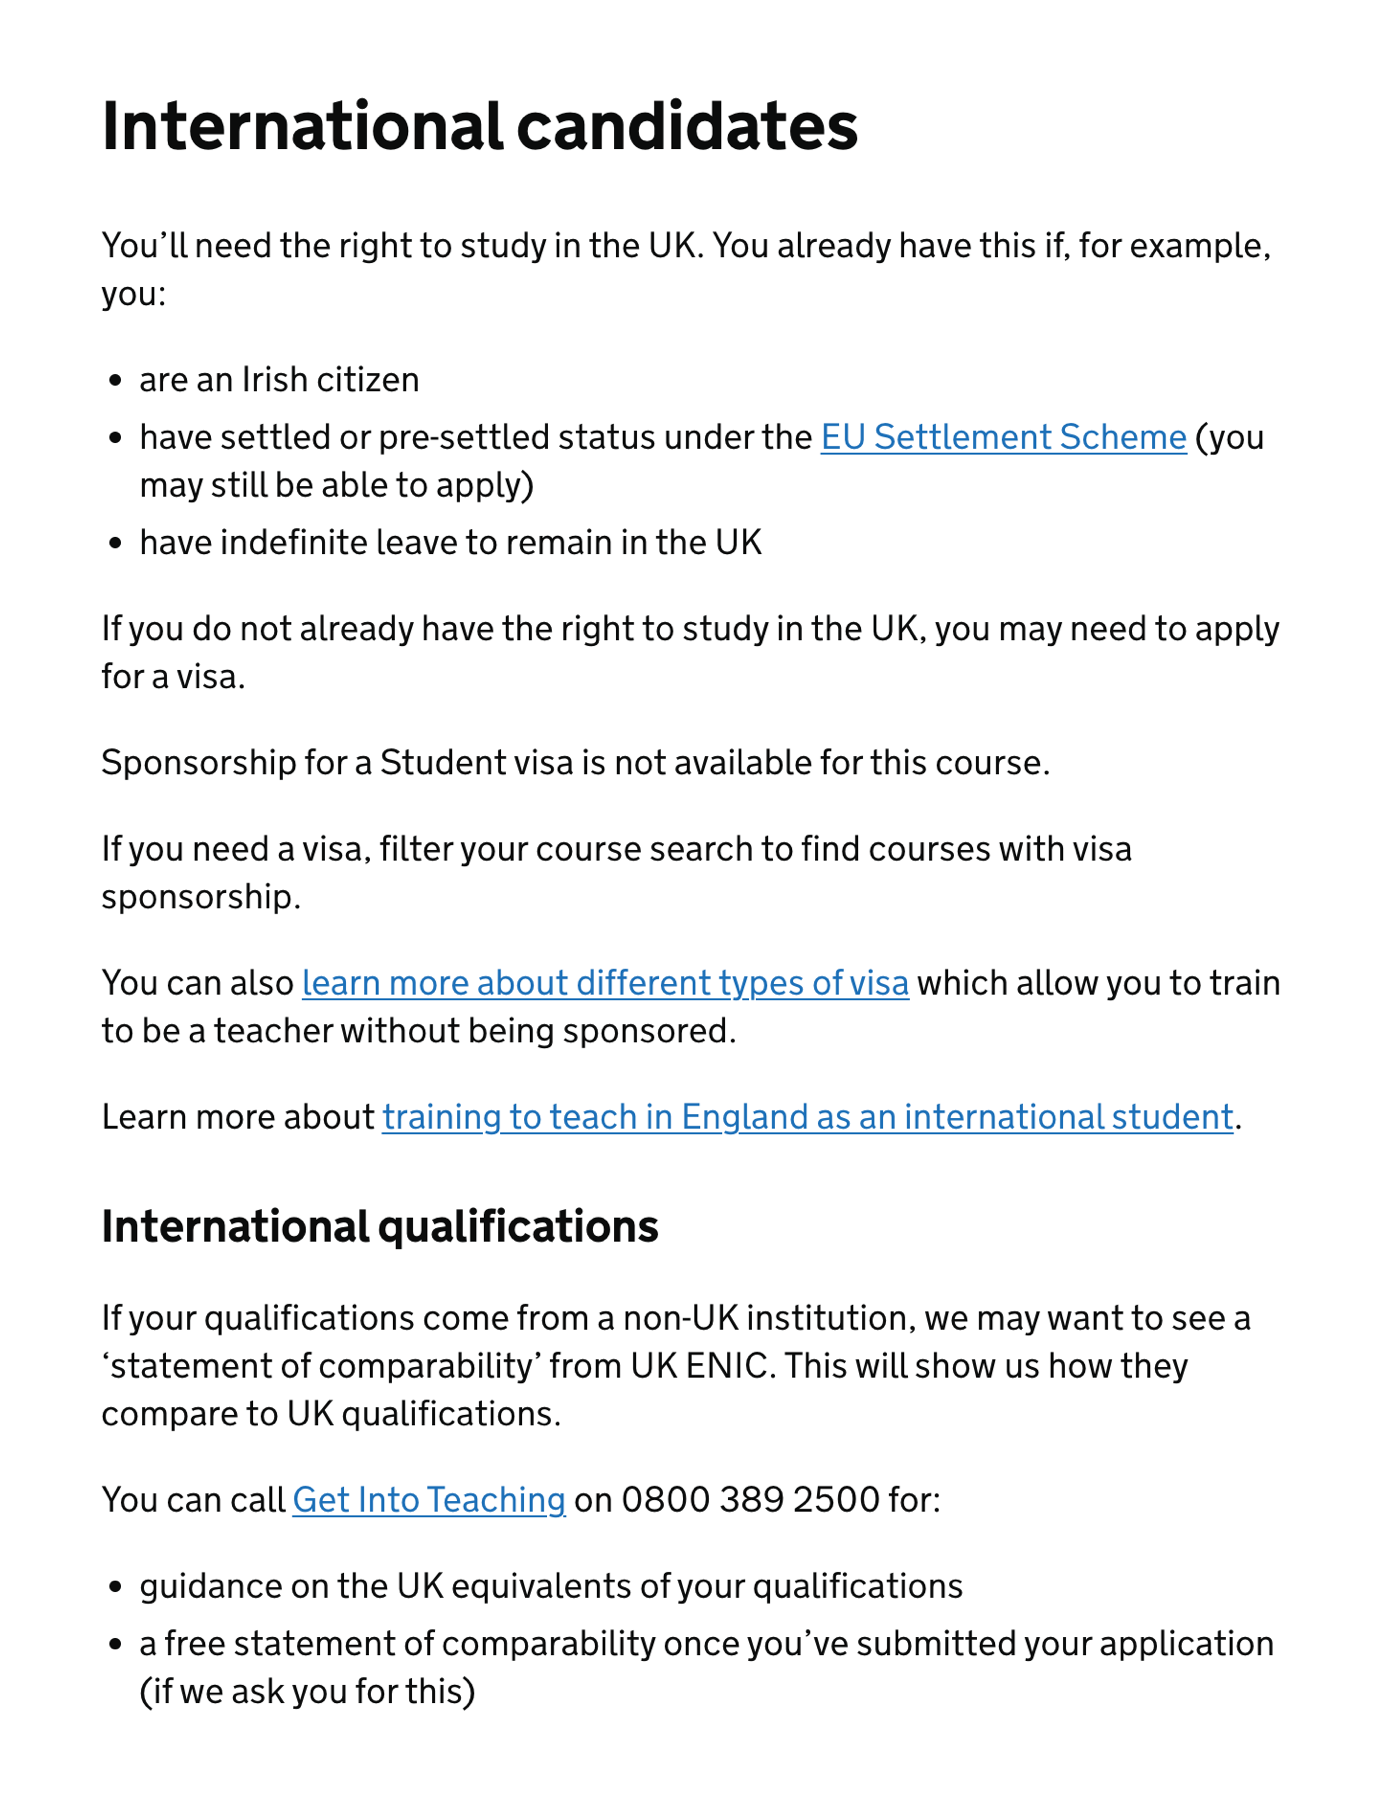 International candidates
You’ll need the right to study in the UK. You already have this if, for example,
you:
• are an Irish citizen
• have settled or pre-settled status under the EU Settlement Scheme (you
may still be able to apply)
• have indefinite leave to remain in the UK
If you do not already have the right to study in the UK, you may need to apply
for a visa.
Sponsorship for a Student visa is not available for this course.
If you need a visa, filter your course search to find courses with visa
sponsorship.
You can also learn more about different types of visa which allow you to train
to be a teacher without being sponsored.
Learn more about training to teach in England as an international student.
International qualifications
If your qualifications come from a non-UK institution, we may want to see a
‘statement of comparability’ from UK ENIC. This will show us how they
compare to UK qualifications.
You can call Get Into Teaching on 0800 389 2500 for:
• guidance on the UK equivalents of your qualifications
• a free statement of comparability once you’ve submitted your application
(if we ask you for this)